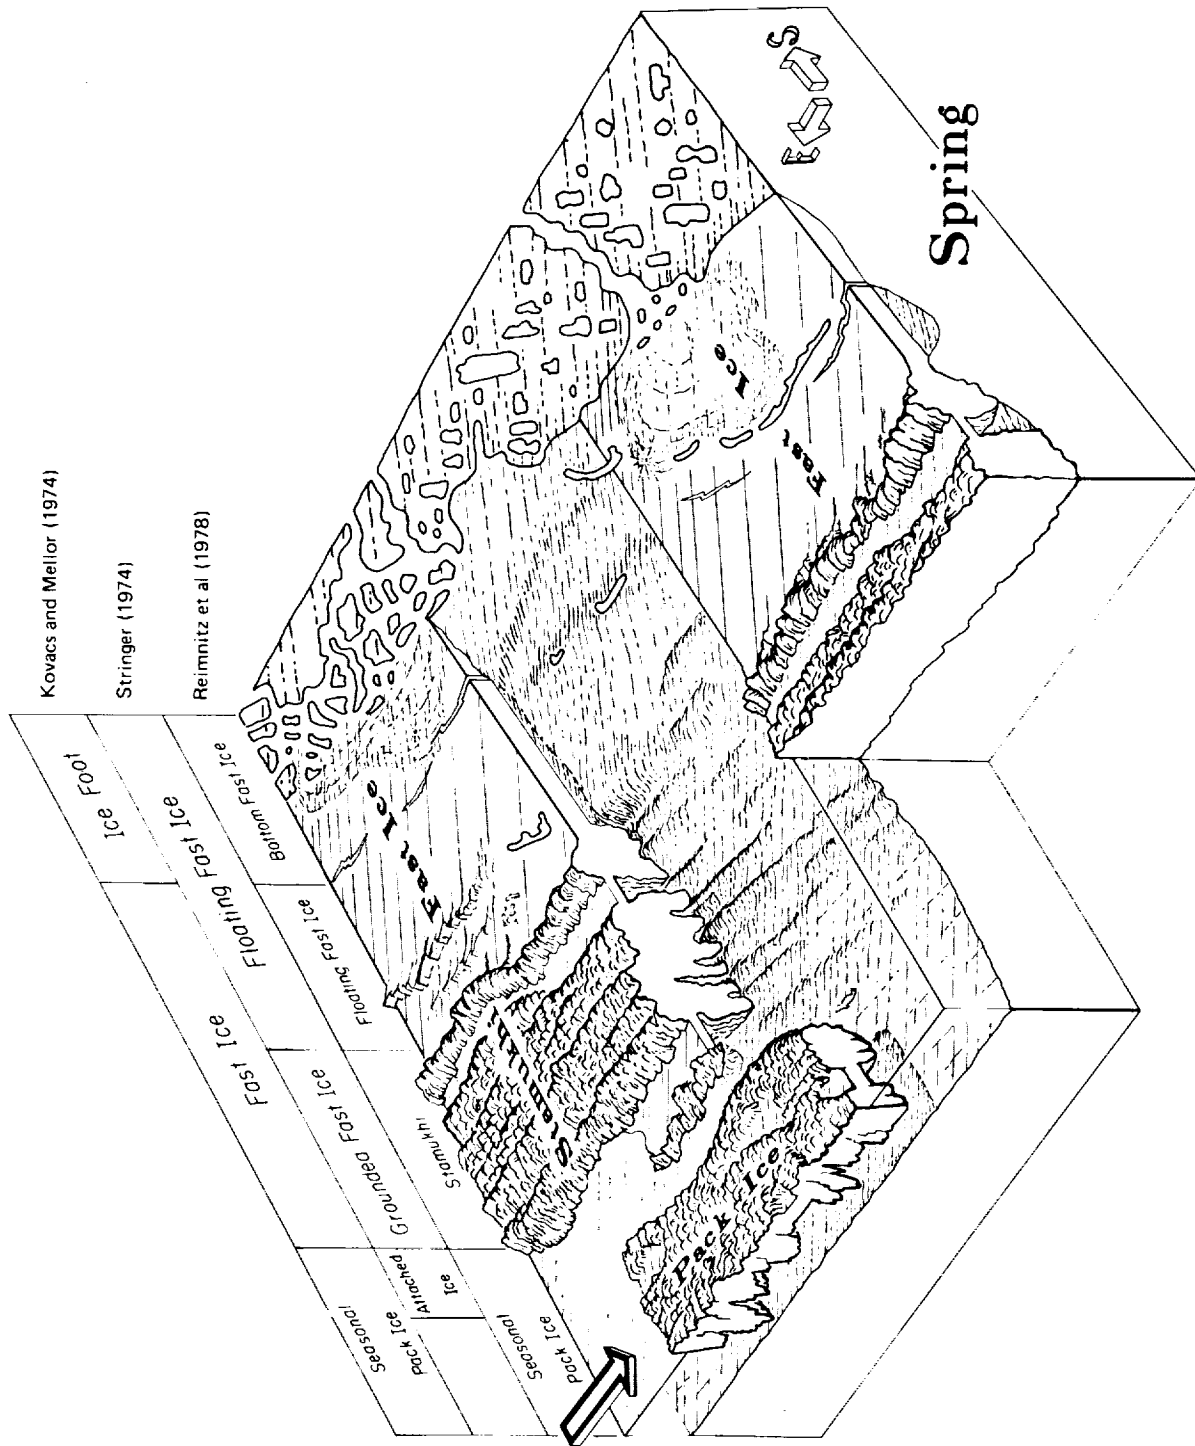 Kovacs and Mellor (1974)
Stringer (1974)
Reimnitz et al (1978)
Seasonal
Pack Ice
Fast Ice
Ice Foot
Attached
Ice
Grounded Fast Ice
Floating Fast Ice
Seasonal
Pack Ice
Stamukhi
Floating Fast Ice
Bottom Fast Ice
Fast Ice
Stamukhi
Pack Ice
Fast Ice
E
S
Spring